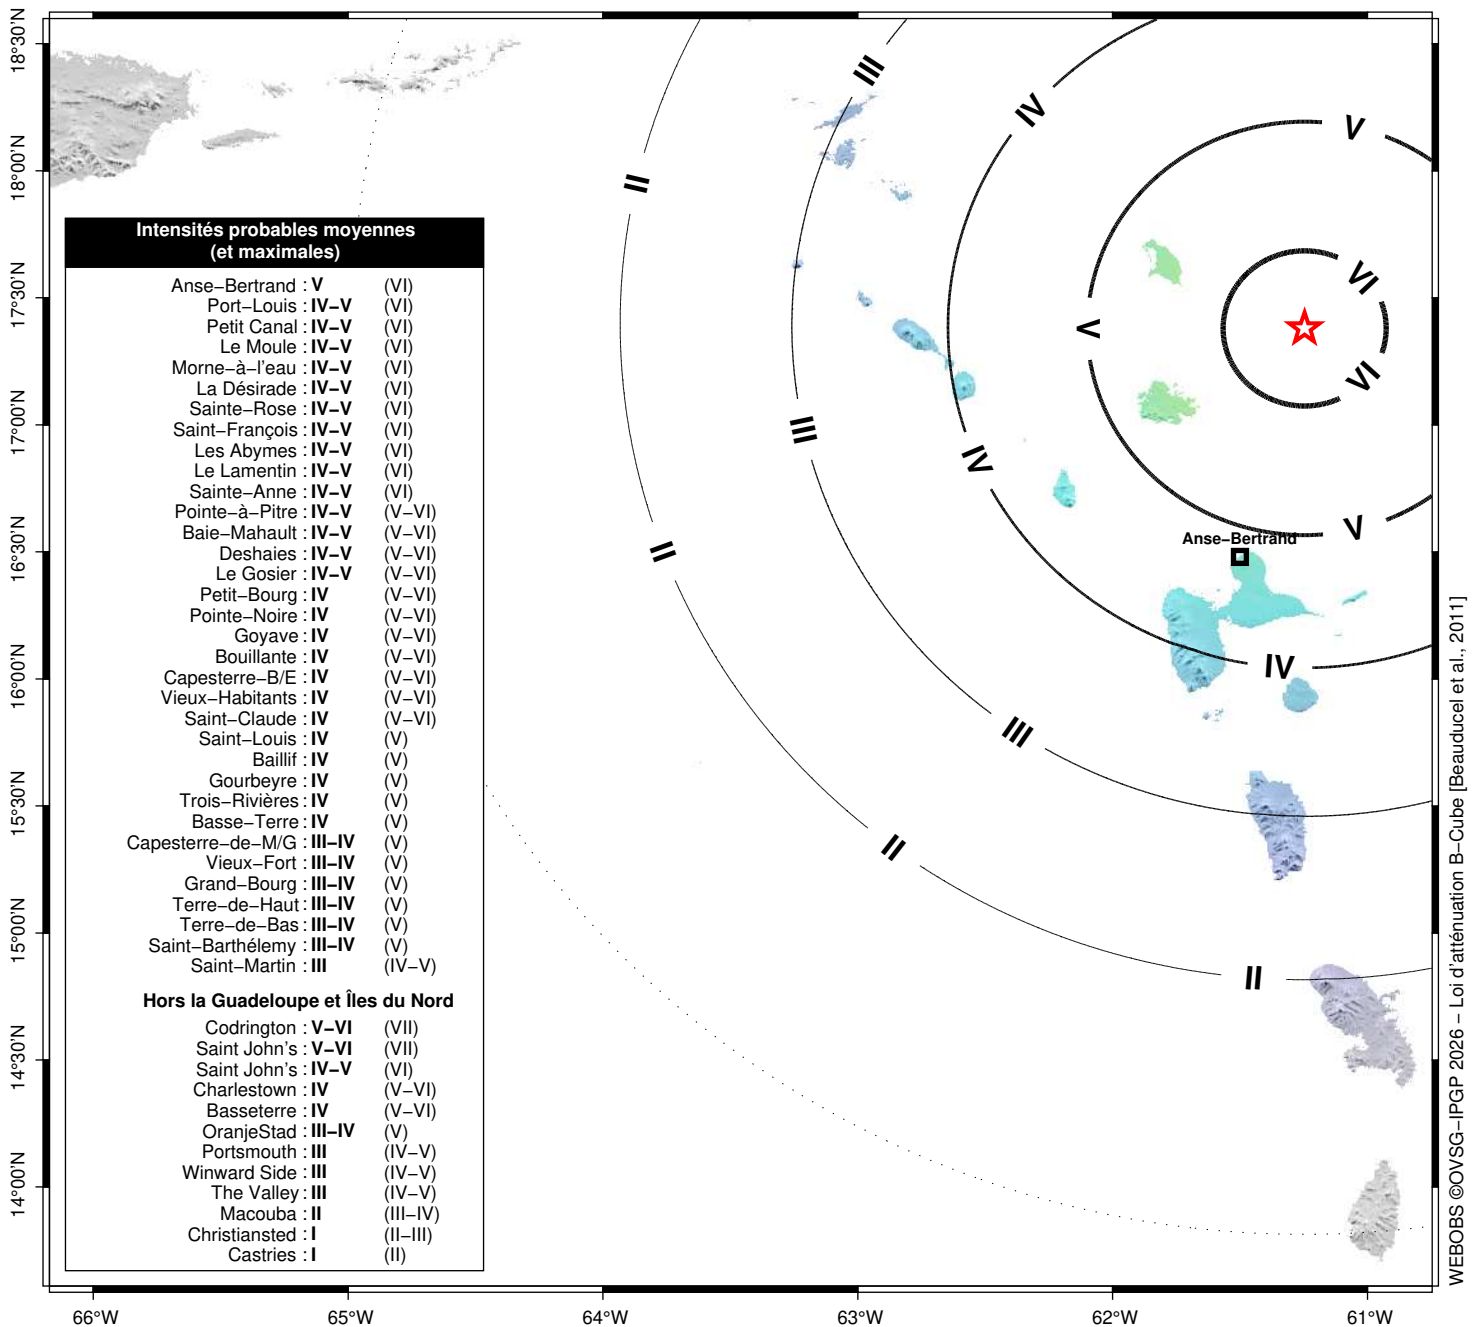 Intensités probables moyennes
(et maximales)
Anse−Bertrand : V (VI)
Port−Louis : IV−V (VI)
Petit Canal : IV−V (VI)
Le Moule : IV−V (VI)
Morne−à−l'eau : IV−V (VI)
La Désirade : IV−V (VI)
Sainte−Rose : IV−V (VI)
Saint−François : IV−V (VI)
Les Abymes : IV−V (VI)
Le Lamentin : IV−V (VI)
Sainte−Anne : IV−V (VI)
Pointe−à−Pitre : IV−V (V−VI)
Baie−Mahault : IV−V (V−VI)
Deshaies : IV−V (V−VI)
Le Gosier : IV−V (V−VI)
Petit−Bourg : IV (V−VI)
Pointe−Noire : IV (V−VI)
Goyave : IV (V−VI)
Bouillante : IV (V−VI)
Capesterre−B/E : IV (V−VI)
Vieux−Habitants : IV (V−VI)
Saint−Claude : IV (V−VI)
Saint−Louis : IV (V)
Baillif : IV (V)
Gourbeyre : IV (V)
Trois−Rivières : IV (V)
Basse−Terre : IV (V)
Capesterre−de−M/G : III−IV (V)
Vieux−Fort : III−IV (V)
Grand−Bourg : III−IV (V)
Terre−de−Haut : III−IV (V)
Terre−de−Bas : III−IV (V)
Saint−Barthélemy : III−IV (V)
Saint−Martin : III (IV−V)
Hors la Guadeloupe et Îles du Nord
Codrington : V−VI (VII)
Saint John's : V−VI (VII)
Saint John's : IV−V (VI)
Charlestown : IV (V−VI)
Basseterre : IV (V−VI)
OranjeStad : III−IV (V)
Portsmouth : III (IV−V)
Winward Side : III (IV−V)
The Valley : III (IV−V)
Macouba : II (III−IV)
Christiansted : I (II−III)
Castries : I (II)
II
III
IV
V
VI
V
VI
III
IV
V
II
Anse−Bertrand
IV
III
II
II
18°30'N
18°00'N
17°30'N
17°00'N
16°30'N
16°00'N
15°30'N
15°00'N
14°30'N
14°00'N
66°W
65°W
64°W
63°W
62°W
61°W
WEBOBS ©OVSG−IPGP 2026 − Loi d'atténuation B−Cube [Beauducel et al., 2011]